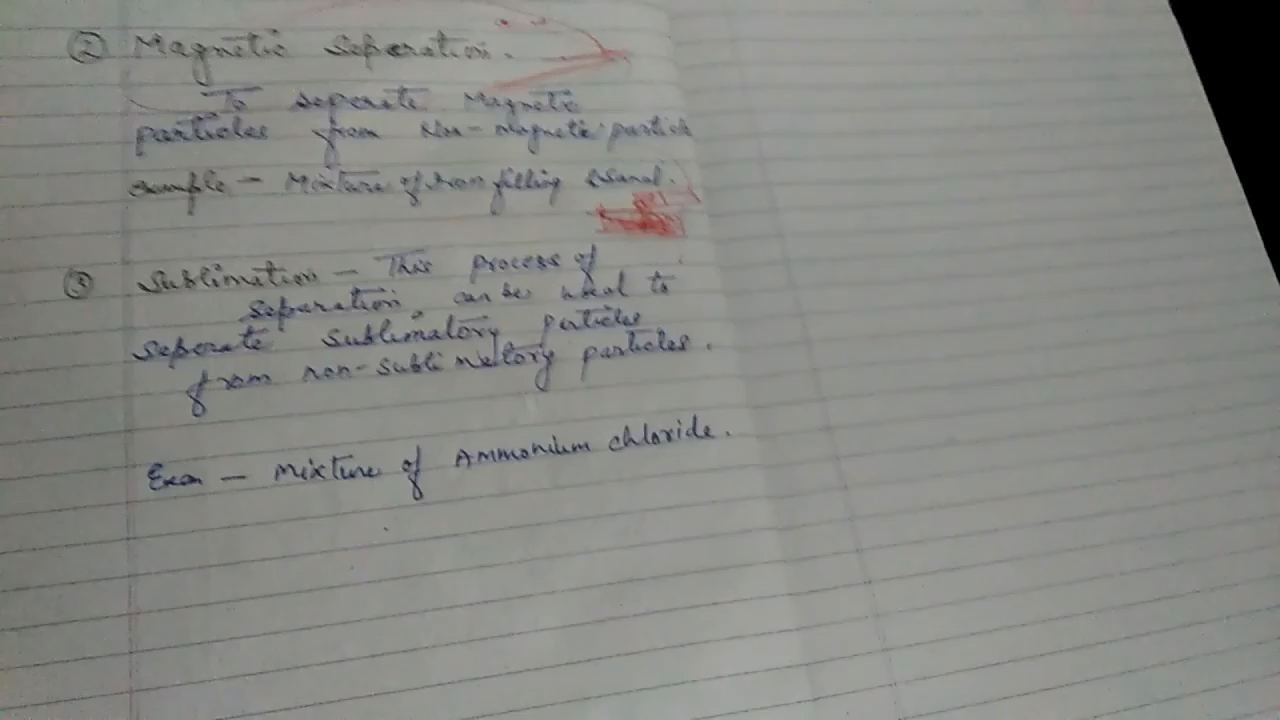 ② Magnetic Seperation.
To seperate Magnetic
particles from Non-magnetic particle
example - Mixture of Iron filling & sand.
③ Sublimation - This process of
separation, can be used to
seperate sublimatory particles
from non-sublimatory particles.
Exam - Mixture of Ammonium chloride.